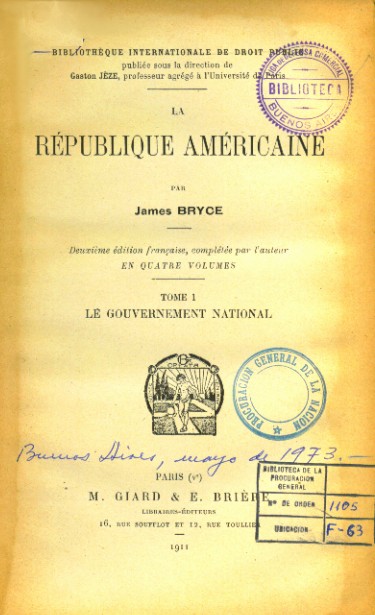 BIBLIOTHÈQUE INTERNATIONALE DE DROIT PUBLIC
publiée sous la direction de
Gaston JÈZE, professeur agrégé à l'Université de Paris
BIBLIOTECA
BUENOS AIRES
LA
RÉPUBLIQUE AMÉRICAINE
PAR
James BRYCE
Deuxième édition française, complétée par l'auteur
EN QUATRE VOLUMES
TOME I
LE GOUVERNEMENT NATIONAL
PROCURACION GENERAL DE LA NACION
Buenos Aires, mayo de 1973.-
PARIS (5e)
M. GIARD & E. BRIÈRE
LIBRAIRES-ÉDITEURS
16, RUE SOUFFLOT ET 12, RUE TOULLIER
1911
BIBLIOTECA DE LA
PROCURACION
GENERAL
Nº DE ORDEN 1105
UBICACION F-63